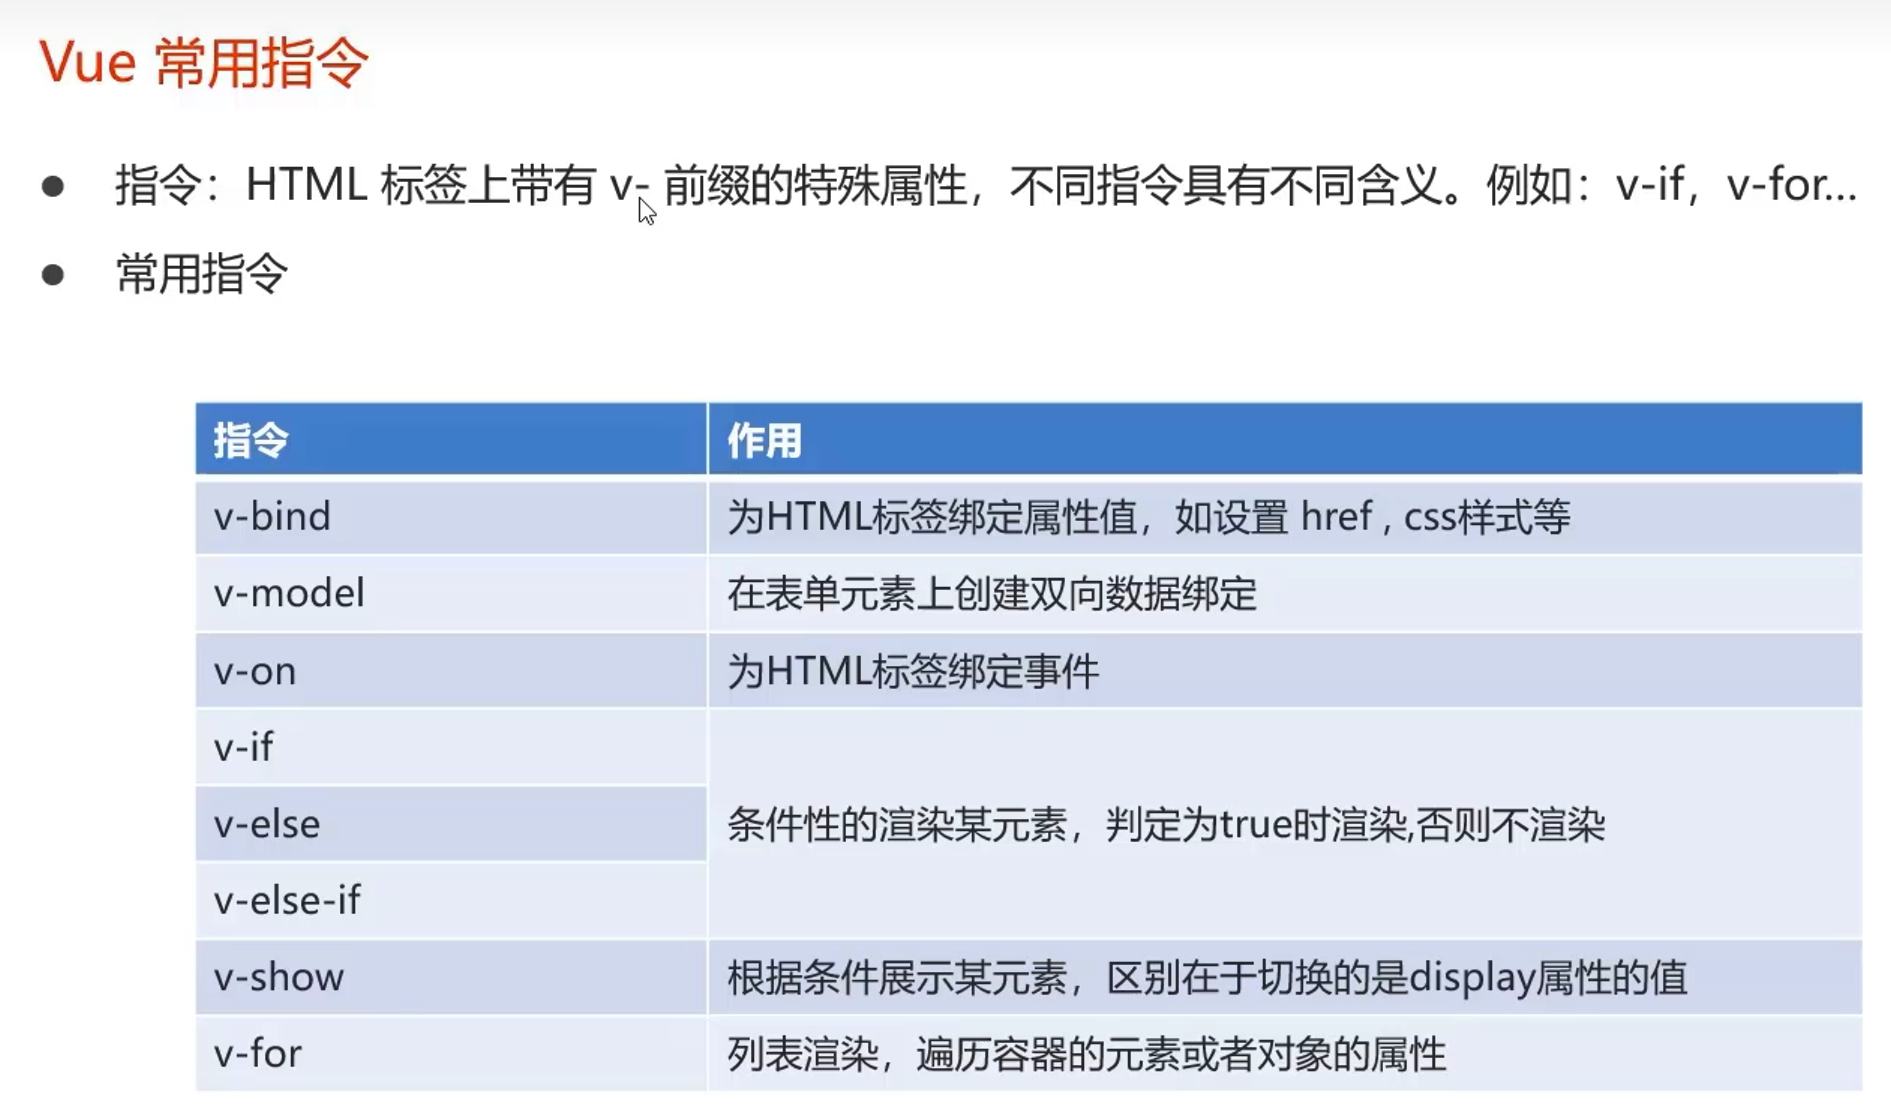 Vue 常用指令
● 指令：HTML 标签上带有 v- 前缀的特殊属性，不同指令具有不同含义。例如：v-if，v-for...
● 常用指令
指令 作用
v-bind 为HTML标签绑定属性值，如设置 href , css样式等
v-model 在表单元素上创建双向数据绑定
v-on 为HTML标签绑定事件
v-if
v-else 条件性的渲染某元素，判定为true时渲染,否则不渲染
v-else-if
v-show 根据条件展示某元素，区别在于切换的是display属性的值
v-for 列表渲染，遍历容器的元素或者对象的属性